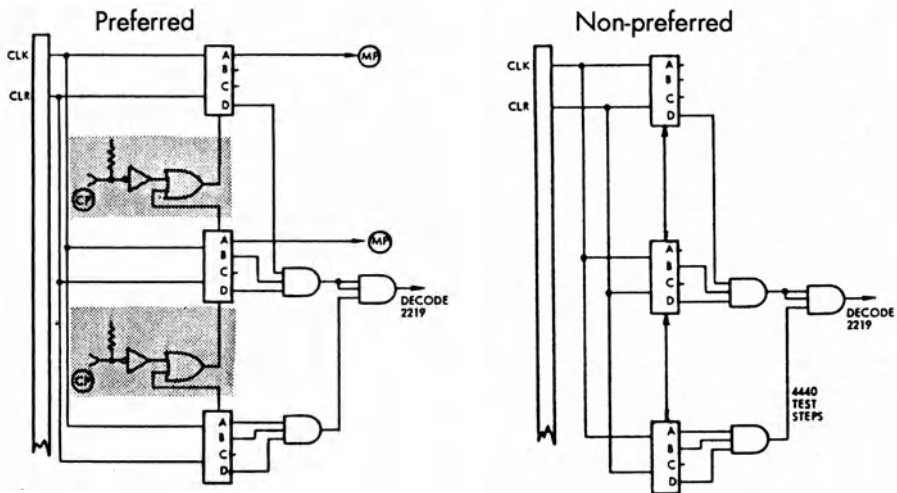 Preferred
CLK
CLR
A
B
C
D
MP
CP
A
B
C
D
MP
DECODE
2219
CP
A
B
C
D
Non-preferred
CLK
CLR
A
B
C
D
A
B
C
D
DECODE
2219
4440
TEST
STEPS
A
B
C
D